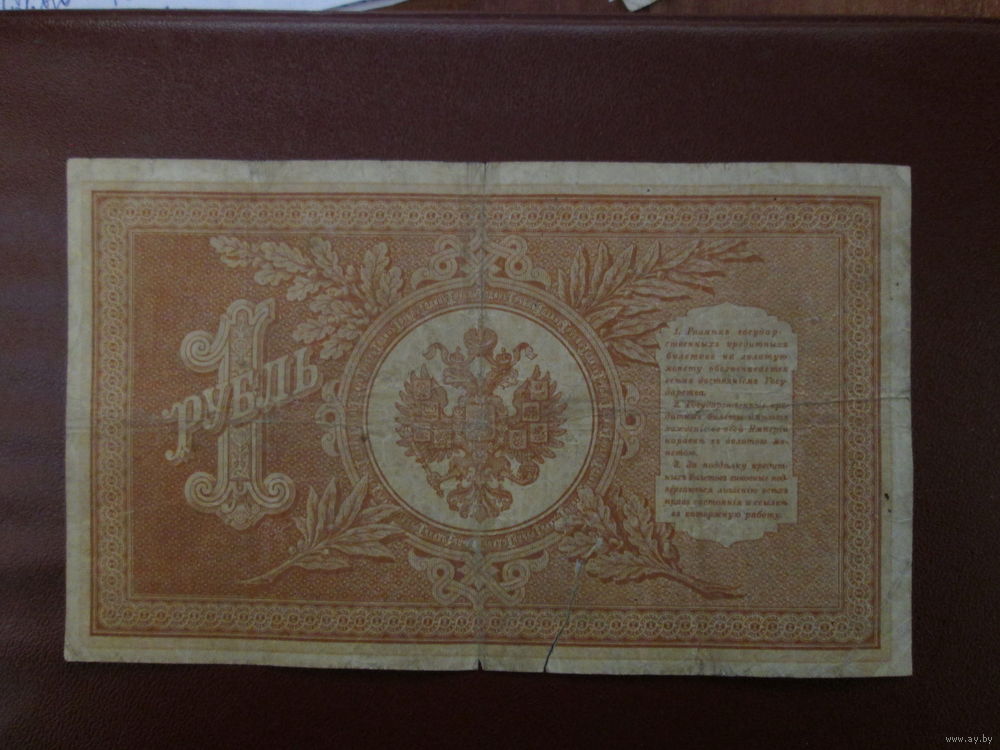 1
РУБЛЬ
1. Размѣнъ государ-
ственныхъ кредитныхъ
билетовъ на золотую
монету обезпечивается
всемъ достояніемъ Госу-
дарства.
2. Государственные кре-
дитные билеты имѣютъ
хожденіе во всей Имперіи
наравнѣ съ золотою мо-
нетою.
3. За поддѣлку кредит-
ныхъ билетовъ виновные под-
вергаются лишенію всѣхъ
правъ состоянія и ссылкѣ
въ каторжную работу.
www.ay.by